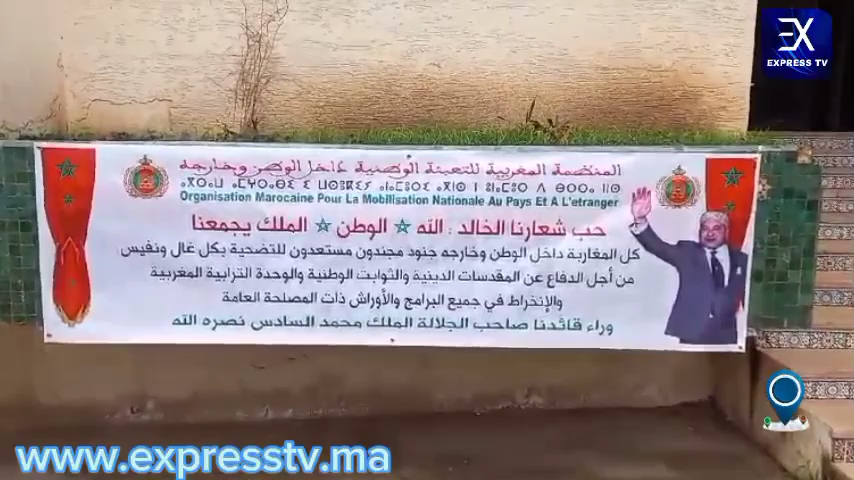 EX
EXPRESS TV
المنظمة المغربية للتعبئة الوطنية داخل الوطن وخارجه
Organisation Marocaine Pour La Mobilisation Nationale Au Pays Et A L'etranger
حب شعارنا الخالد : الله ☆ الوطن ☆ الملك يجمعنا
كل المغاربة داخل الوطن وخارجه جنود مجندون مستعدون للتضحية بكل غال ونفيس
من أجل الدفاع عن المقدسات الدينية والثوابت الوطنية والوحدة الترابية المغربية
والإنخراط في جميع البرامج والأوراش ذات المصلحة العامة
وراء قائدنا صاحب الجلالة الملك محمد السادس نصره الله
www.expresstv.ma